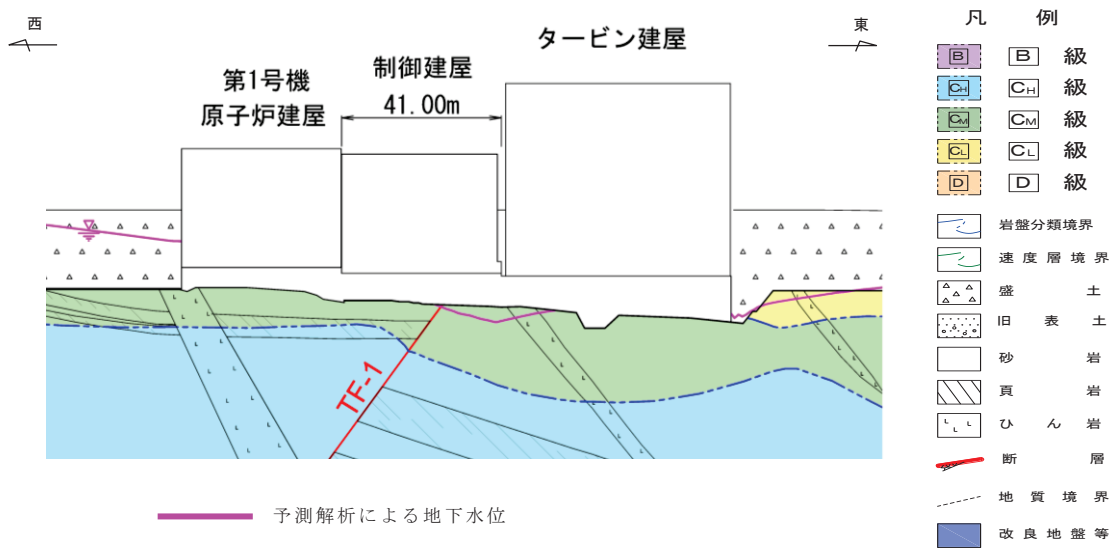 西
東
第1号機
原子炉建屋
制御建屋
41.00m
タービン建屋
TF-1
予測解析による地下水位
凡 例
B B 級
CH CH 級
CM CM 級
CL CL 級
D D 級
岩盤分類境界
速度層境界
盛土
旧表土
砂岩
頁岩
ひん岩
断層
地質境界
改良地盤等